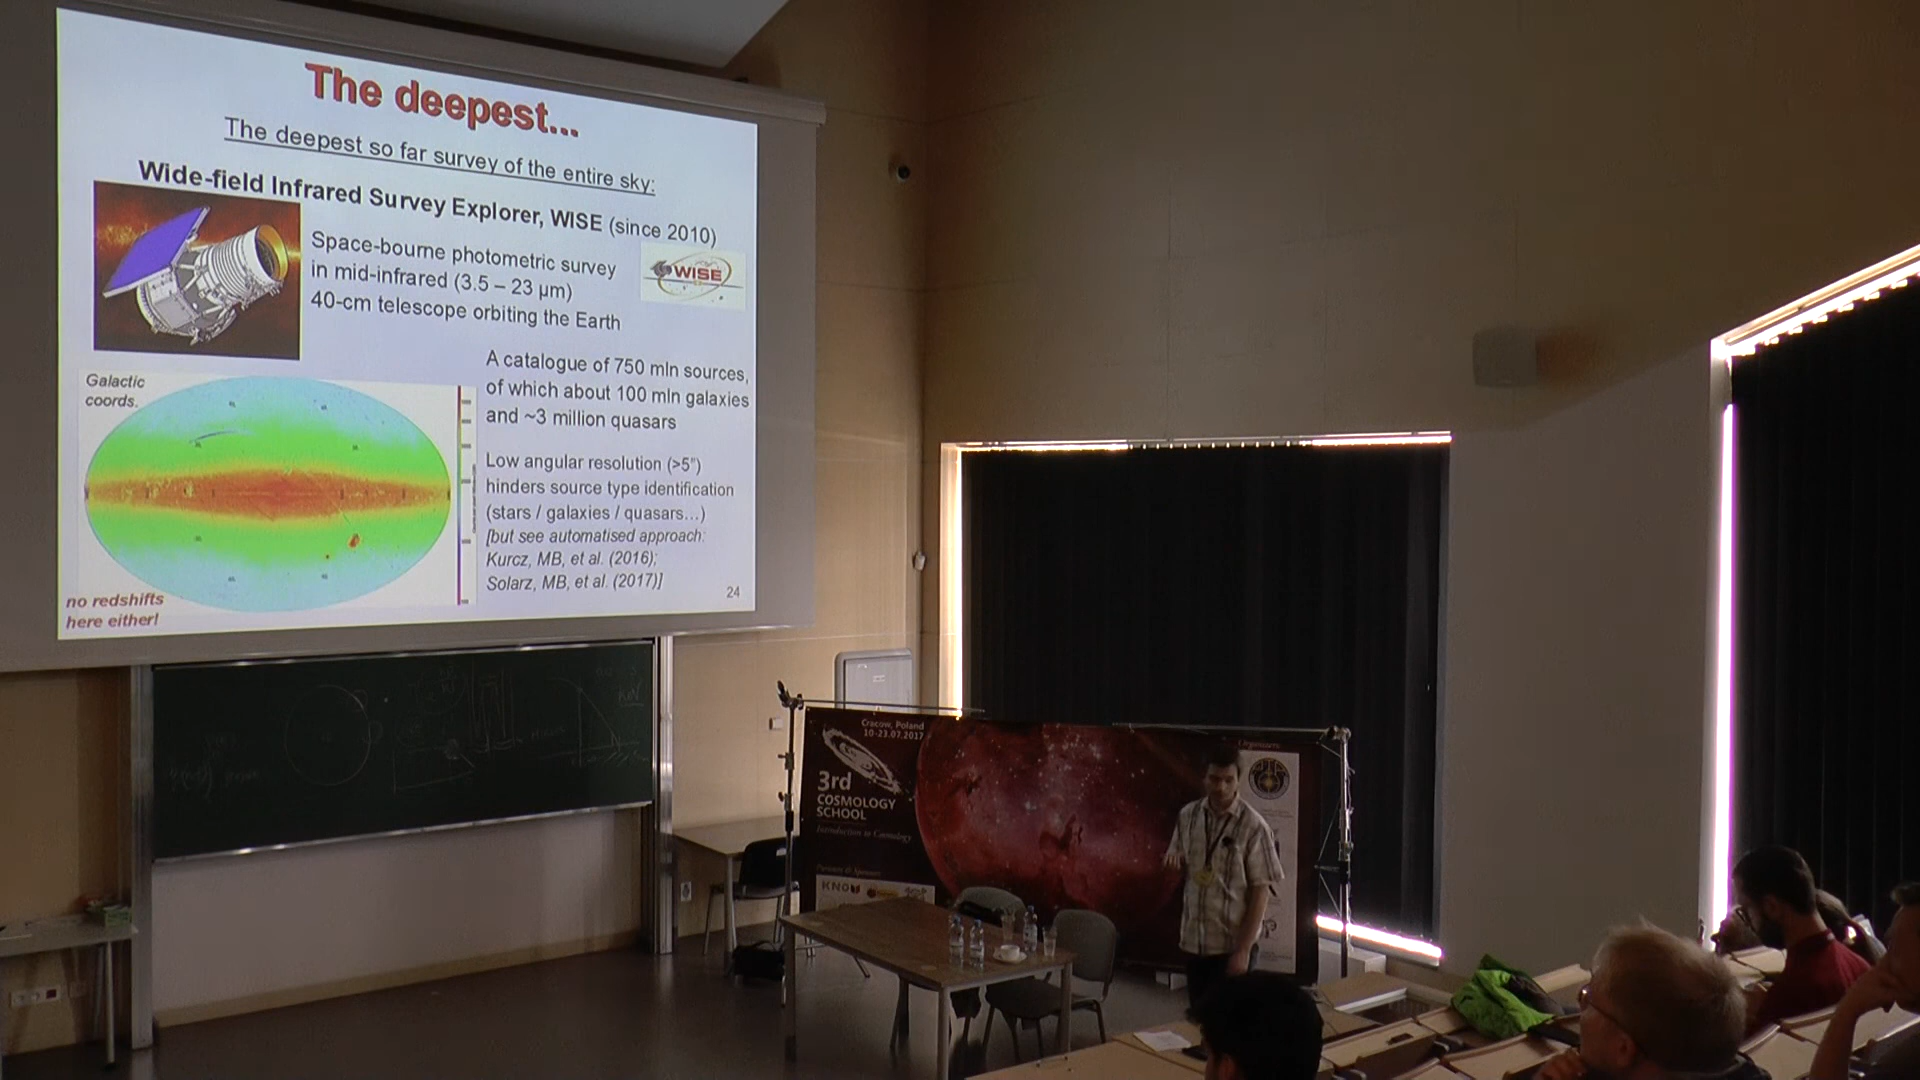 The deepest...
The deepest so far survey of the entire sky:
Wide-field Infrared Survey Explorer, WISE (since 2010)
Space-bourne photometric survey
in mid-infrared (3.5 – 23 µm)
40-cm telescope orbiting the Earth
WISE
A catalogue of 750 mln sources,
of which about 100 mln galaxies
and ~3 million quasars
Galactic
coords.
Low angular resolution (>5")
hinders source type identification
(stars / galaxies / quasars...)
[but see automatised approach:
Kurcz, MB, et al. (2016);
Solarz, MB, et al. (2017)]
no redshifts
here either!
24
Cracow, Poland
10-23.07.2017
3rd
COSMOLOGY
SCHOOL
Introduction to Cosmology
Organizers:
KNOW